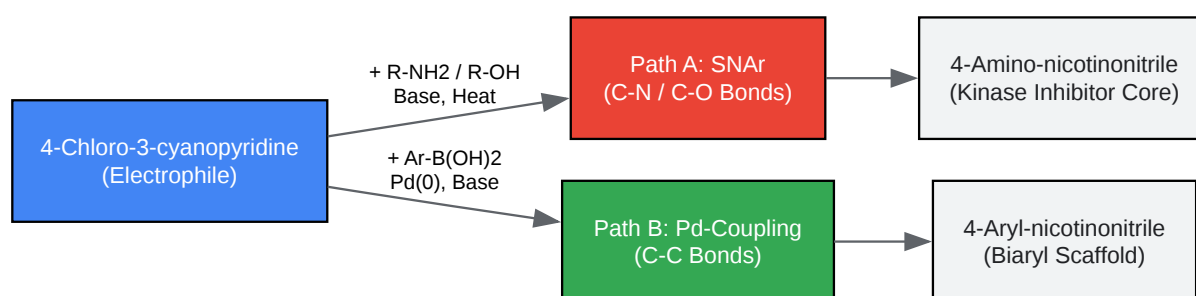 4-Chloro-3-cyanopyridine
(Electrophile)
+ R-NH2 / R-OH
Base, Heat
Path A: SNAr
(C-N / C-O Bonds)
4-Amino-nicotinonitrile
(Kinase Inhibitor Core)
+ Ar-B(OH)2
Pd(0), Base
Path B: Pd-Coupling
(C-C Bonds)
4-Aryl-nicotinonitrile
(Biaryl Scaffold)